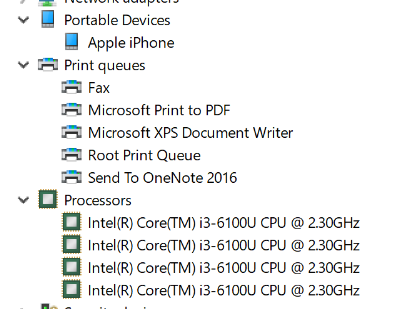 Network adapters
Portable Devices
Apple iPhone
Print queues
Fax
Microsoft Print to PDF
Microsoft XPS Document Writer
Root Print Queue
Send To OneNote 2016
Processors
Intel(R) Core(TM) i3-6100U CPU @ 2.30GHz
Intel(R) Core(TM) i3-6100U CPU @ 2.30GHz
Intel(R) Core(TM) i3-6100U CPU @ 2.30GHz
Intel(R) Core(TM) i3-6100U CPU @ 2.30GHz